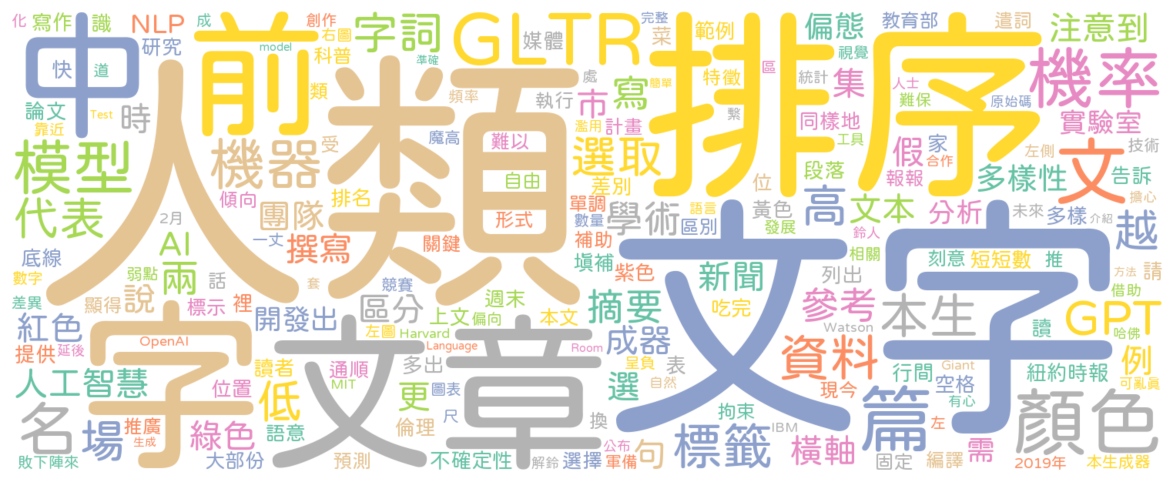 化 寫作 識 NLP 成 創作 前 字詞 GLTR 媒體 完整 菜 範例 偏態 教育部 遣詞 注意到
中 研究 右圖 model 科普 準確 排序 視覺 機率
快 道 類 處 區 特徵 統計 集 人士 難保
論文 時 頻率 執行 市 寫 繫 同樣地 原始碼 實驗室
靠近 Test 人類 受 魔高 難以 濫用 計畫 簡單 工具 假 家 合作 左側 技術
模型 機器 選取 段落 報報 文 多樣性 告訴
代表 傾向 排名 自由 差別 位 擔心
2月 團隊 形式 單調 數量 學術 語言 黃色 高 文本 分析 未來 多樣 介紹
AI 一丈 撰寫 關鍵 補助 區別 發展 鈴人 越
底線 兩 弱點 話 填補 紫色 新聞 列出 相關 刻意 短短數 推 請
數字 說 裡 套 競賽 文字 方法
差異 顯得 標示 區分 週末 摘要 吃完 參考 本生 讀 借助
紅色 開發出 左圖 上文 偏向 本文 成器 Watson GPT 哈佛
OpenAI 字 Harvard Language Room 呈負 資料 例
提供 延後 讀者 文章 多出 通順 MIT 選 表 自然 現今 行間 Giant 紐約時報
人工智慧 位置 低 更 圖表 空格 有心 可亂真
名 場 推廣 生成 綠色 語意 倫理 尺 換 拘束 IBM 篇 左 顏色
敗下陣來 大部份 預測 不確定性 解鈴 公布 選擇 軍備 句 標籤 橫軸 固定 編譯 需 2019年 本生成器